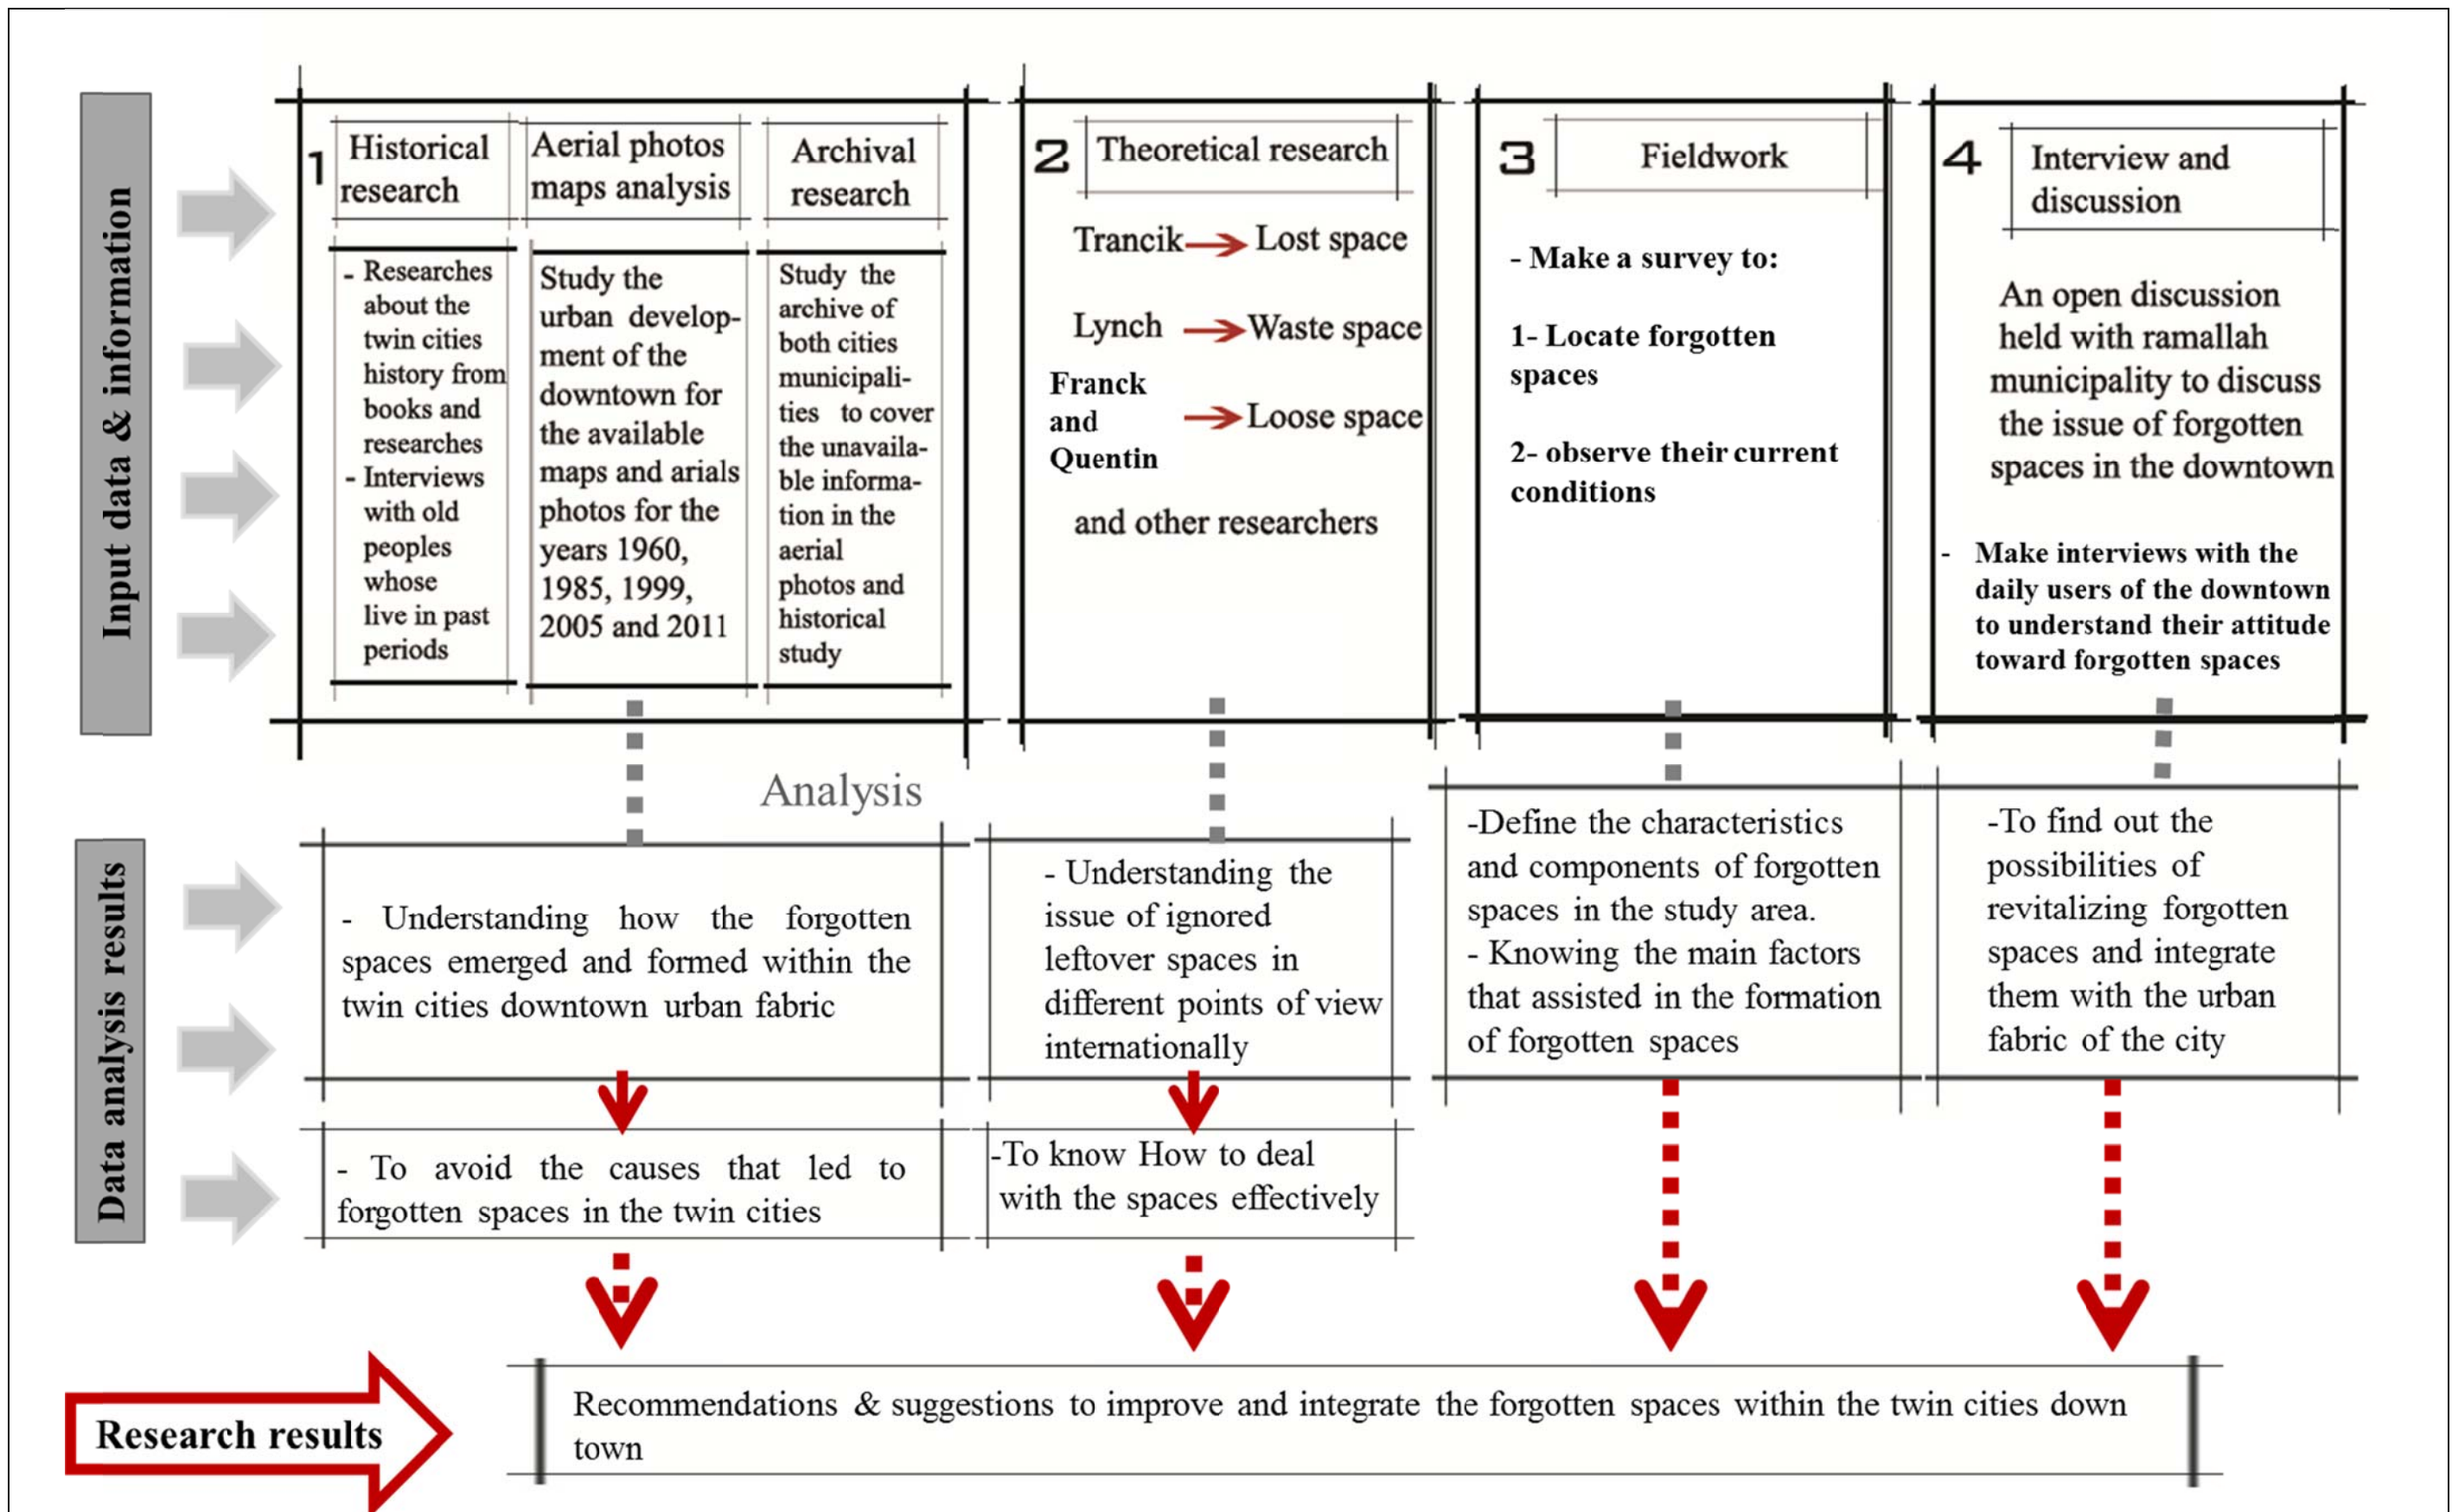 Input data & information
1
Historical
research
- Researches
about the
twin cities
history from
books and
researches
- Interviews
with old
peoples
whose
live in past
periods
Aerial photos
maps analysis
Study the
urban develop-
ment of the
downtown for
the available
maps and arials
photos for the
years 1960,
1985, 1999,
2005 and 2011
Archival
research
Study the
archive of
both cities
municipali-
ties to cover
the unavaila-
ble informa-
tion in the
aerial
photos and
historical
study
2
Theoretical research
Trancik → Lost space
Lynch → Waste space
Franck
and
Quentin
→ Loose space
and other researchers
3
Fieldwork
- Make a survey to:
1- Locate forgotten
spaces
2- observe their current
conditions
4
Interview and
discussion
An open discussion
held with ramallah
municipality to discuss
the issue of forgotten
spaces in the downtown
- Make interviews with the
daily users of the downtown
to understand their attitude
toward forgotten spaces
Analysis
Data analysis results
- Understanding how the forgotten
spaces emerged and formed within the
twin cities downtown urban fabric
- To avoid the causes that led to
forgotten spaces in the twin cities
- Understanding the
issue of ignored
leftover spaces in
different points of view
internationally
-To know How to deal
with the spaces effectively
-Define the characteristics
and components of forgotten
spaces in the study area.
- Knowing the main factors
that assisted in the formation
of forgotten spaces
-To find out the
possibilities of
revitalizing forgotten
spaces and integrate
them with the urban
fabric of the city
Research results
Recommendations & suggestions to improve and integrate the forgotten spaces within the twin cities down
town